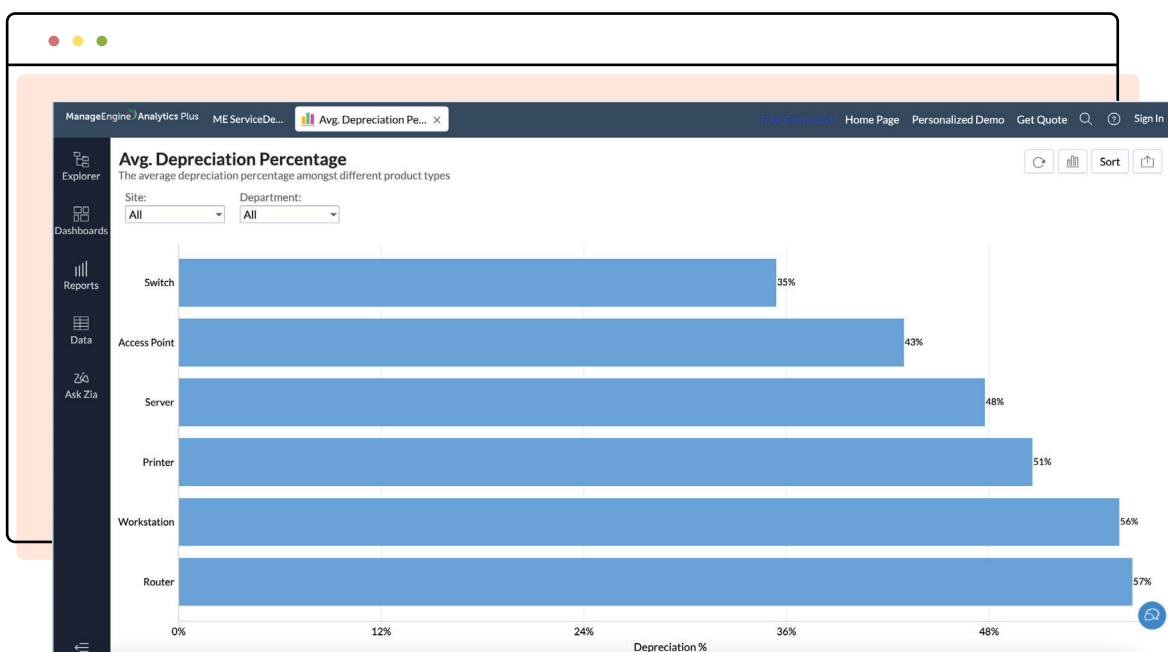 ManageEngine Analytics Plus ME ServiceDe... Avg. Depreciation Pe... × Free Download Home Page Personalized Demo Get Quote Sign In
Explorer
Dashboards
Reports
Data
Zia
Ask Zia
Avg. Depreciation Percentage
The average depreciation percentage amongst different product types
Sort
Site: Department:
All All
Switch 35%
Access Point 43%
Server 48%
Printer 51%
Workstation 56%
Router 57%
0% 12% 24% 36% 48%
Depreciation %